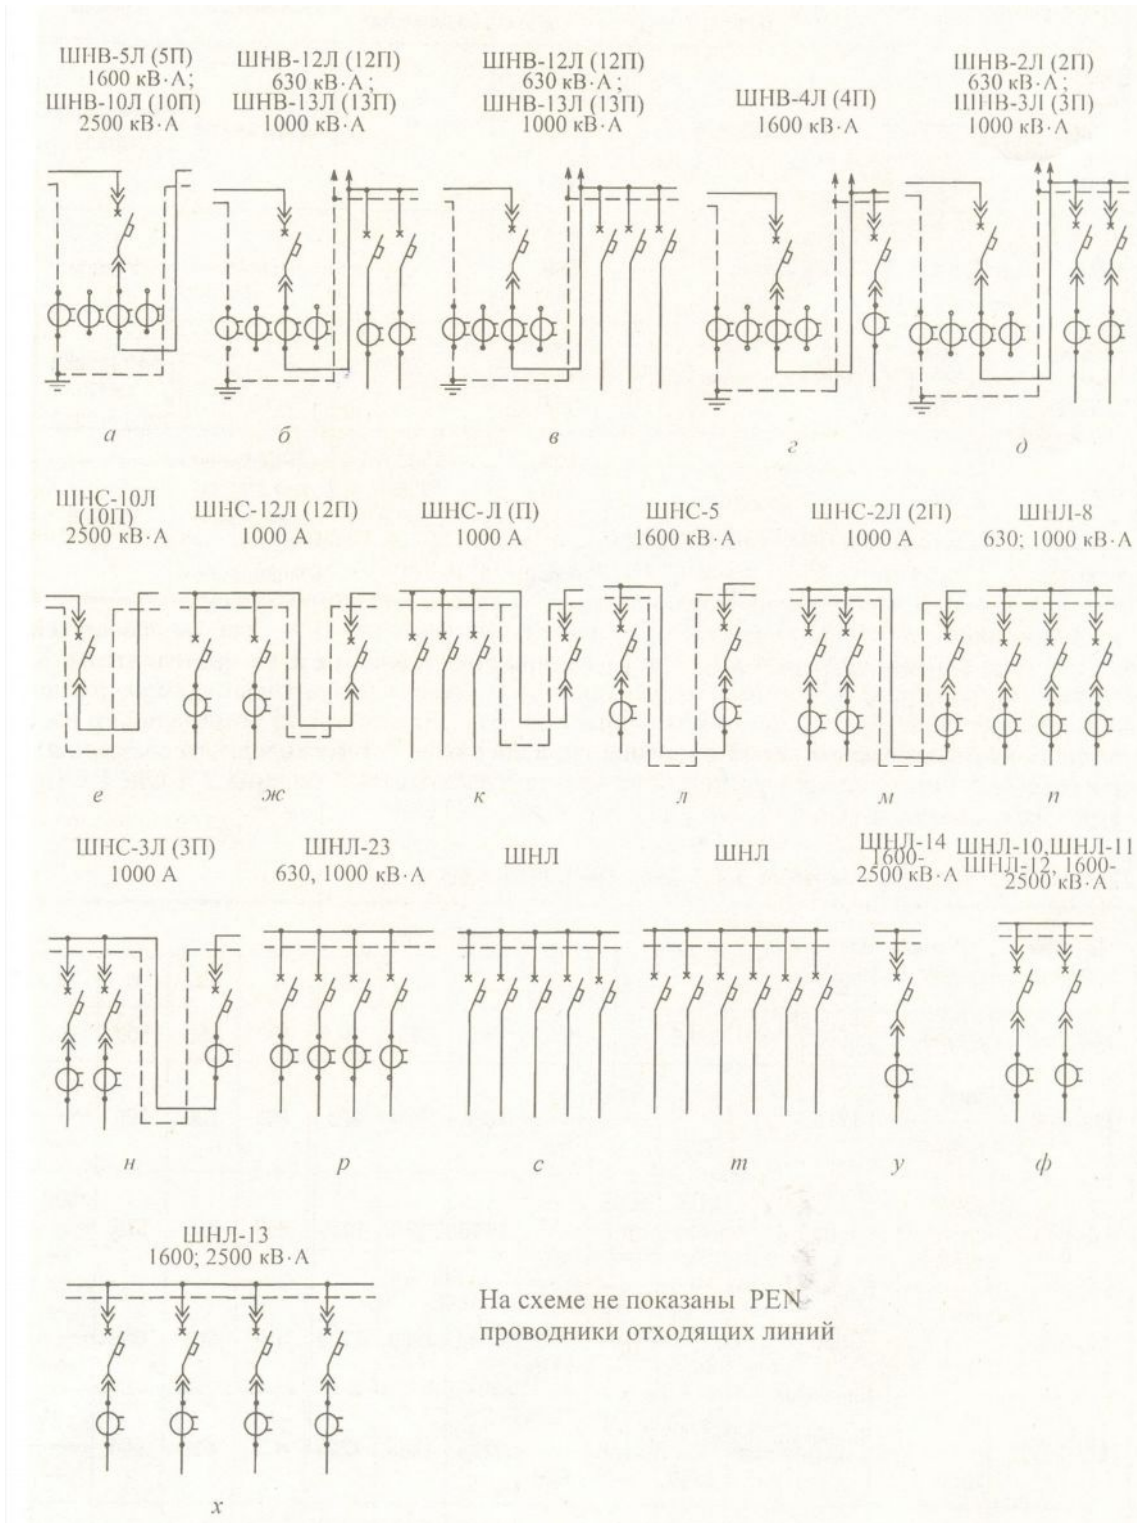 ШНВ-5Л (5П)
1600 кВ·А;
ШНВ-10Л (10П)
2500 кВ·А
ШНВ-12Л (12П)
630 кВ·А;
ШНВ-13Л (13П)
1000 кВ·А
ШНВ-12Л (12П)
630 кВ·А;
ШНВ-13Л (13П)
1000 кВ·А
ШНВ-4Л (4П)
1600 кВ·А
ШНВ-2Л (2П)
630 кВ·А;
ШНВ-3Л (3П)
1000 кВ·А
а
б
в
г
д
ШНС-10Л
(10П)
2500 кВ·А
ШНС-12Л (12П)
1000 А
ШНС-Л (П)
1000 А
ШНС-5
1600 кВ·А
ШНС-2Л (2П)
1000 А
ШНЛ-8
630; 1000 кВ·А
е
ж
к
л
м
п
ШНС-3Л (3П)
1000 А
ШНЛ-23
630, 1000 кВ·А
ШНЛ
ШНЛ
ШНЛ-14
1600-
2500 кВ·А
ШНЛ-10,ШНЛ-11
ШНЛ-12, 1600-
2500 кВ·А
н
р
с
т
у
ф
ШНЛ-13
1600; 2500 кВ·А
На схеме не показаны PEN
проводники отходящих линий
х